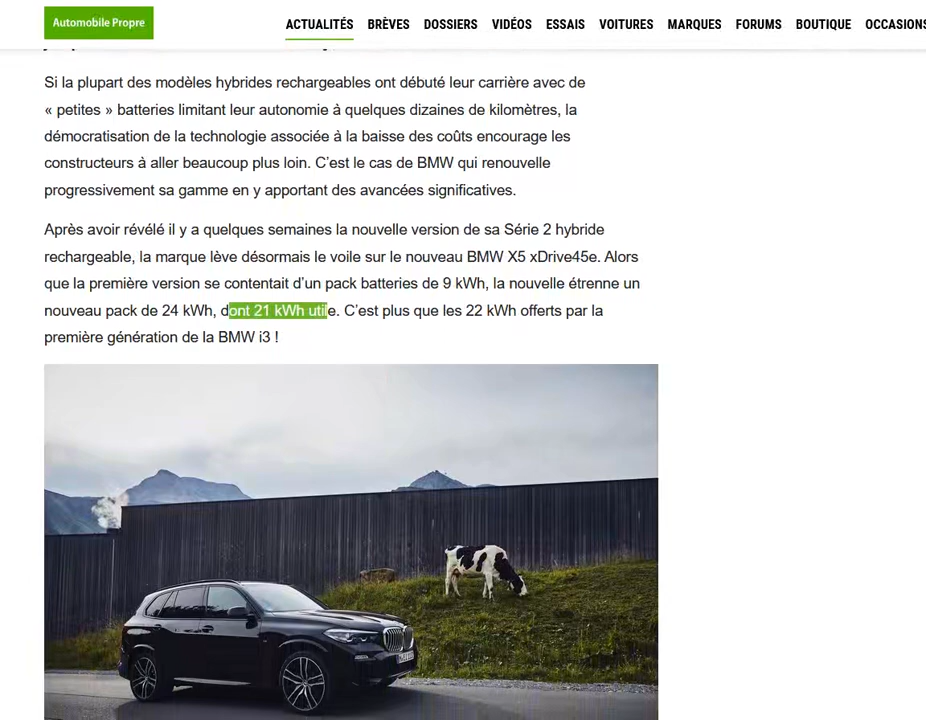 Automobile Propre
ACTUALITÉS BRÈVES DOSSIERS VIDÉOS ESSAIS VOITURES MARQUES FORUMS BOUTIQUE OCCASIONS
Si la plupart des modèles hybrides rechargeables ont débuté leur carrière avec de
« petites » batteries limitant leur autonomie à quelques dizaines de kilomètres, la
démocratisation de la technologie associée à la baisse des coûts encourage les
constructeurs à aller beaucoup plus loin. C'est le cas de BMW qui renouvelle
progressivement sa gamme en y apportant des avancées significatives.
Après avoir révélé il y a quelques semaines la nouvelle version de sa Série 2 hybride
rechargeable, la marque lève désormais le voile sur le nouveau BMW X5 xDrive45e. Alors
que la première version se contentait d'un pack batteries de 9 kWh, la nouvelle étrenne un
nouveau pack de 24 kWh, dont 21 kWh utile. C'est plus que les 22 kWh offerts par la
première génération de la BMW i3 !